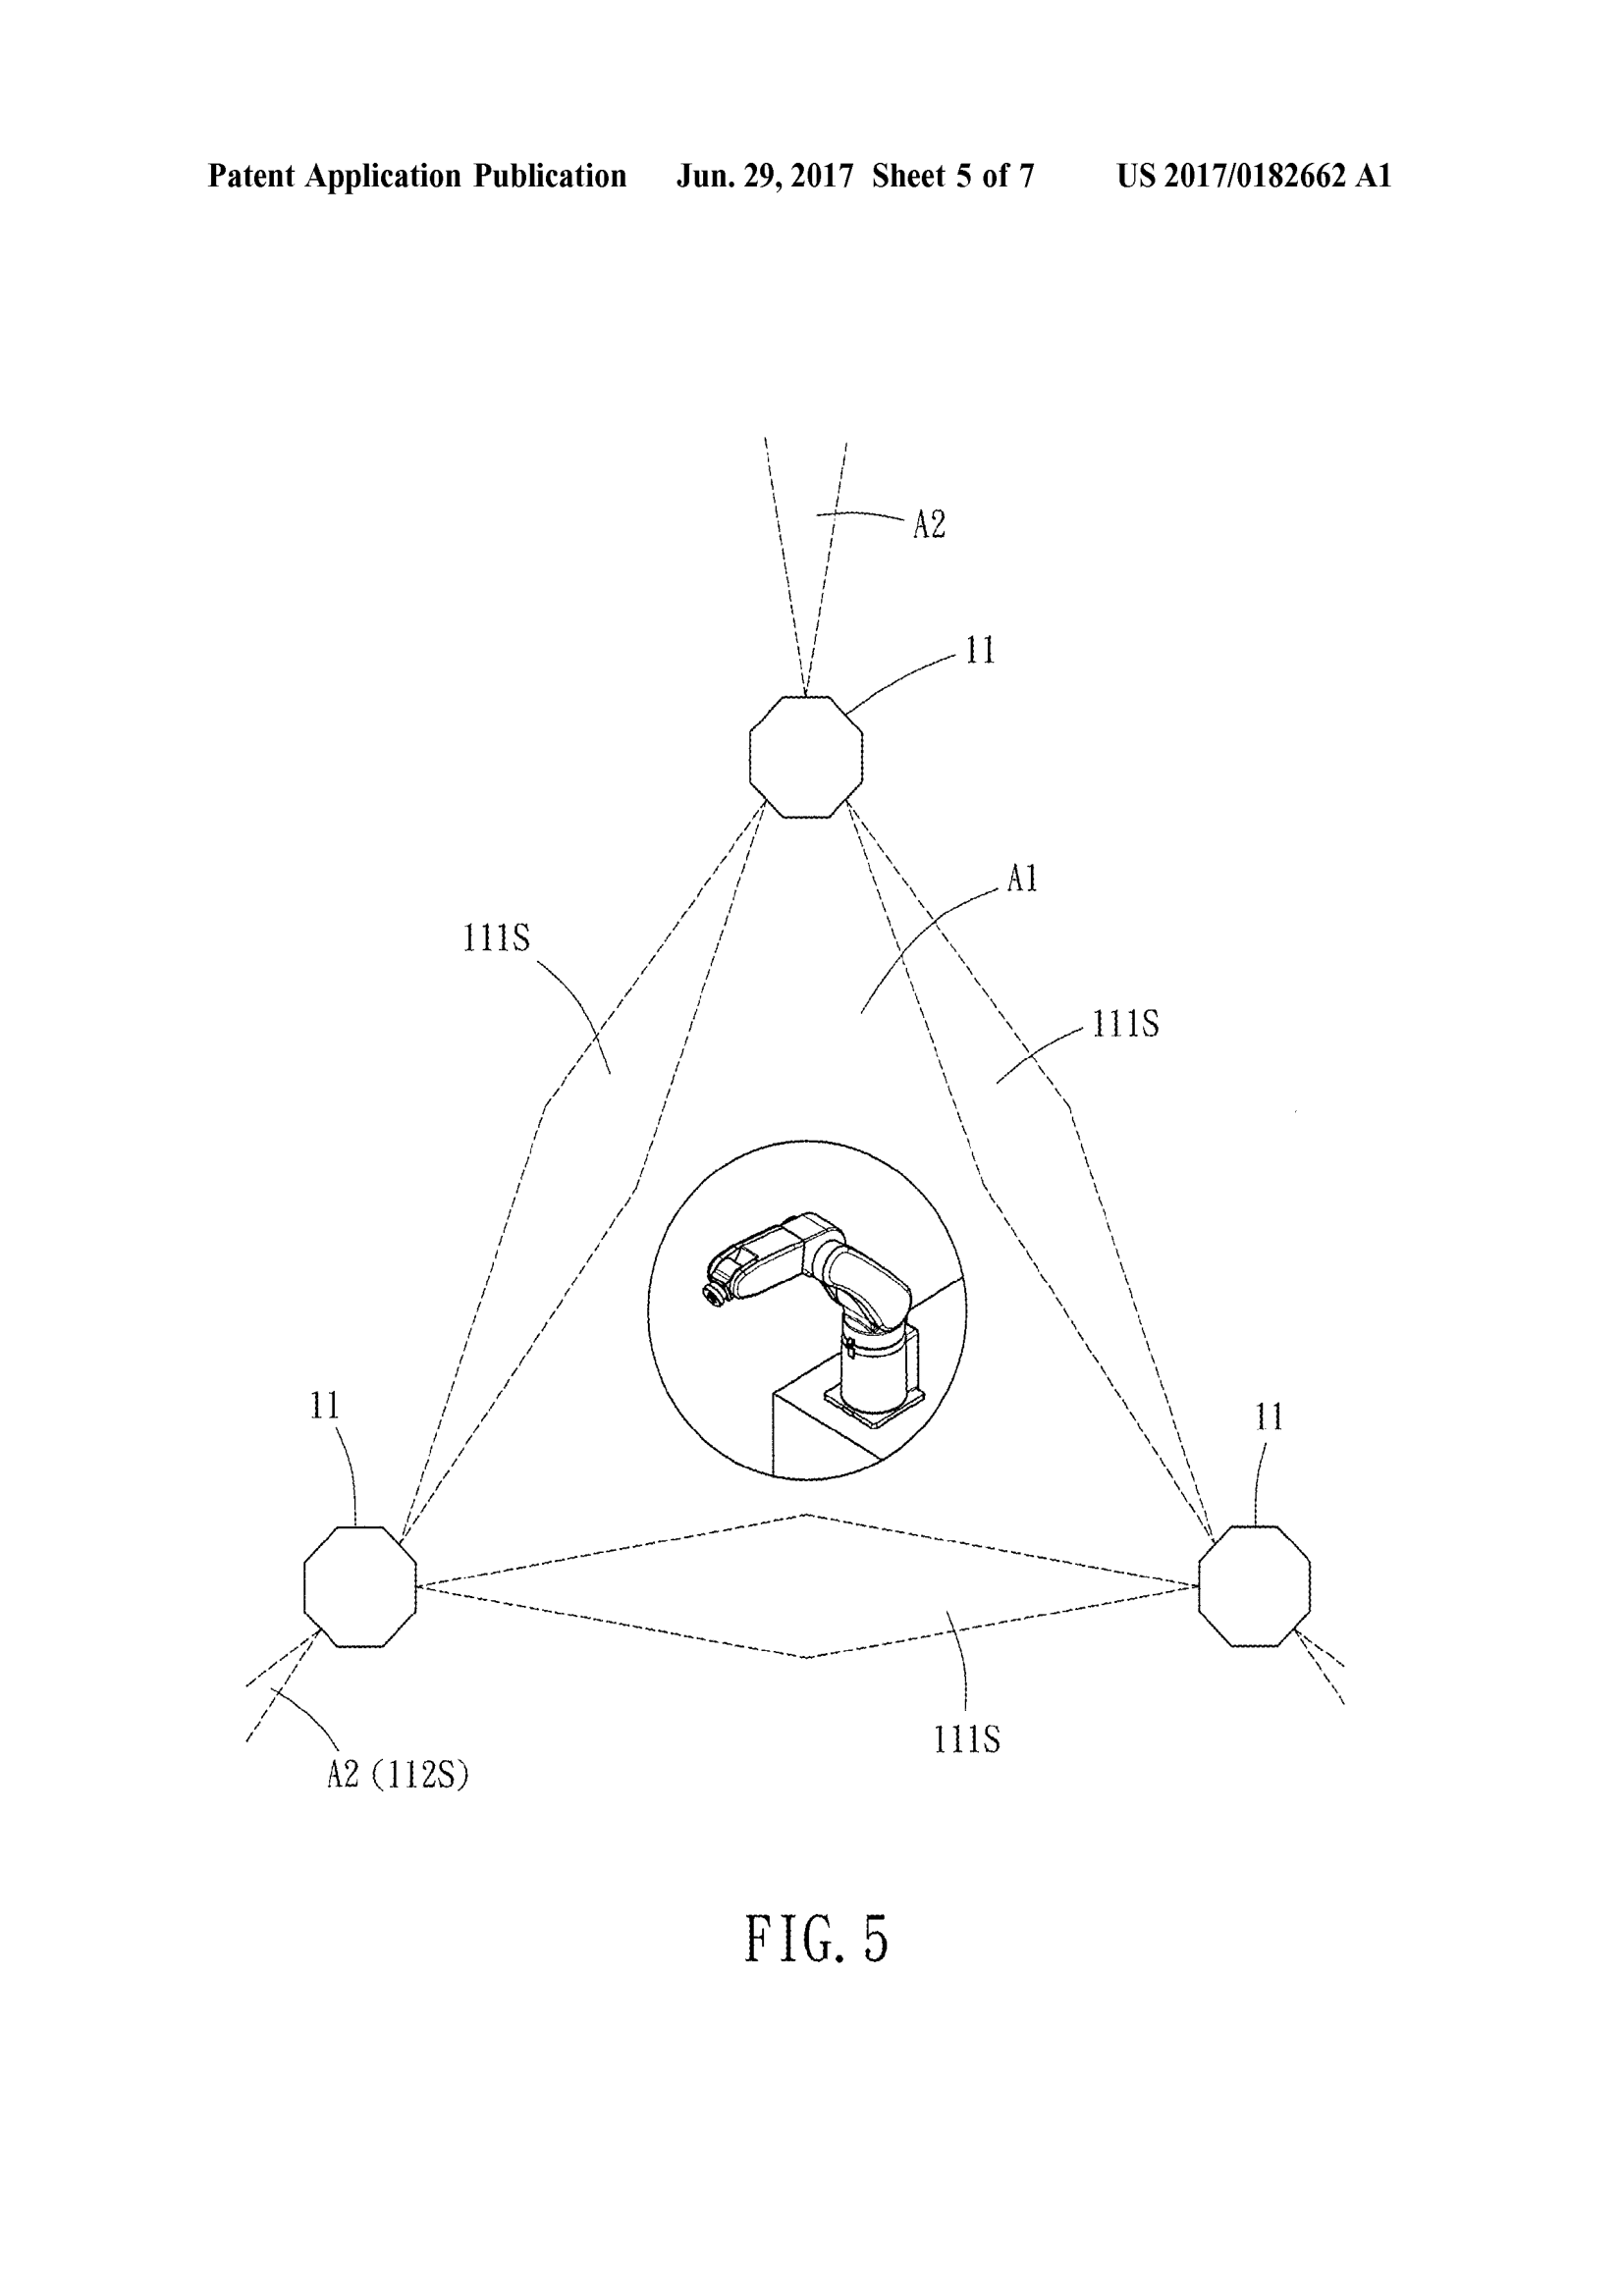 Patent Application Publication Jun. 29, 2017 Sheet 5 of 7 US 2017/0182662 A1
A2
11
A1
111S
111S
11
11
111S
A2 (112S)
FIG. 5